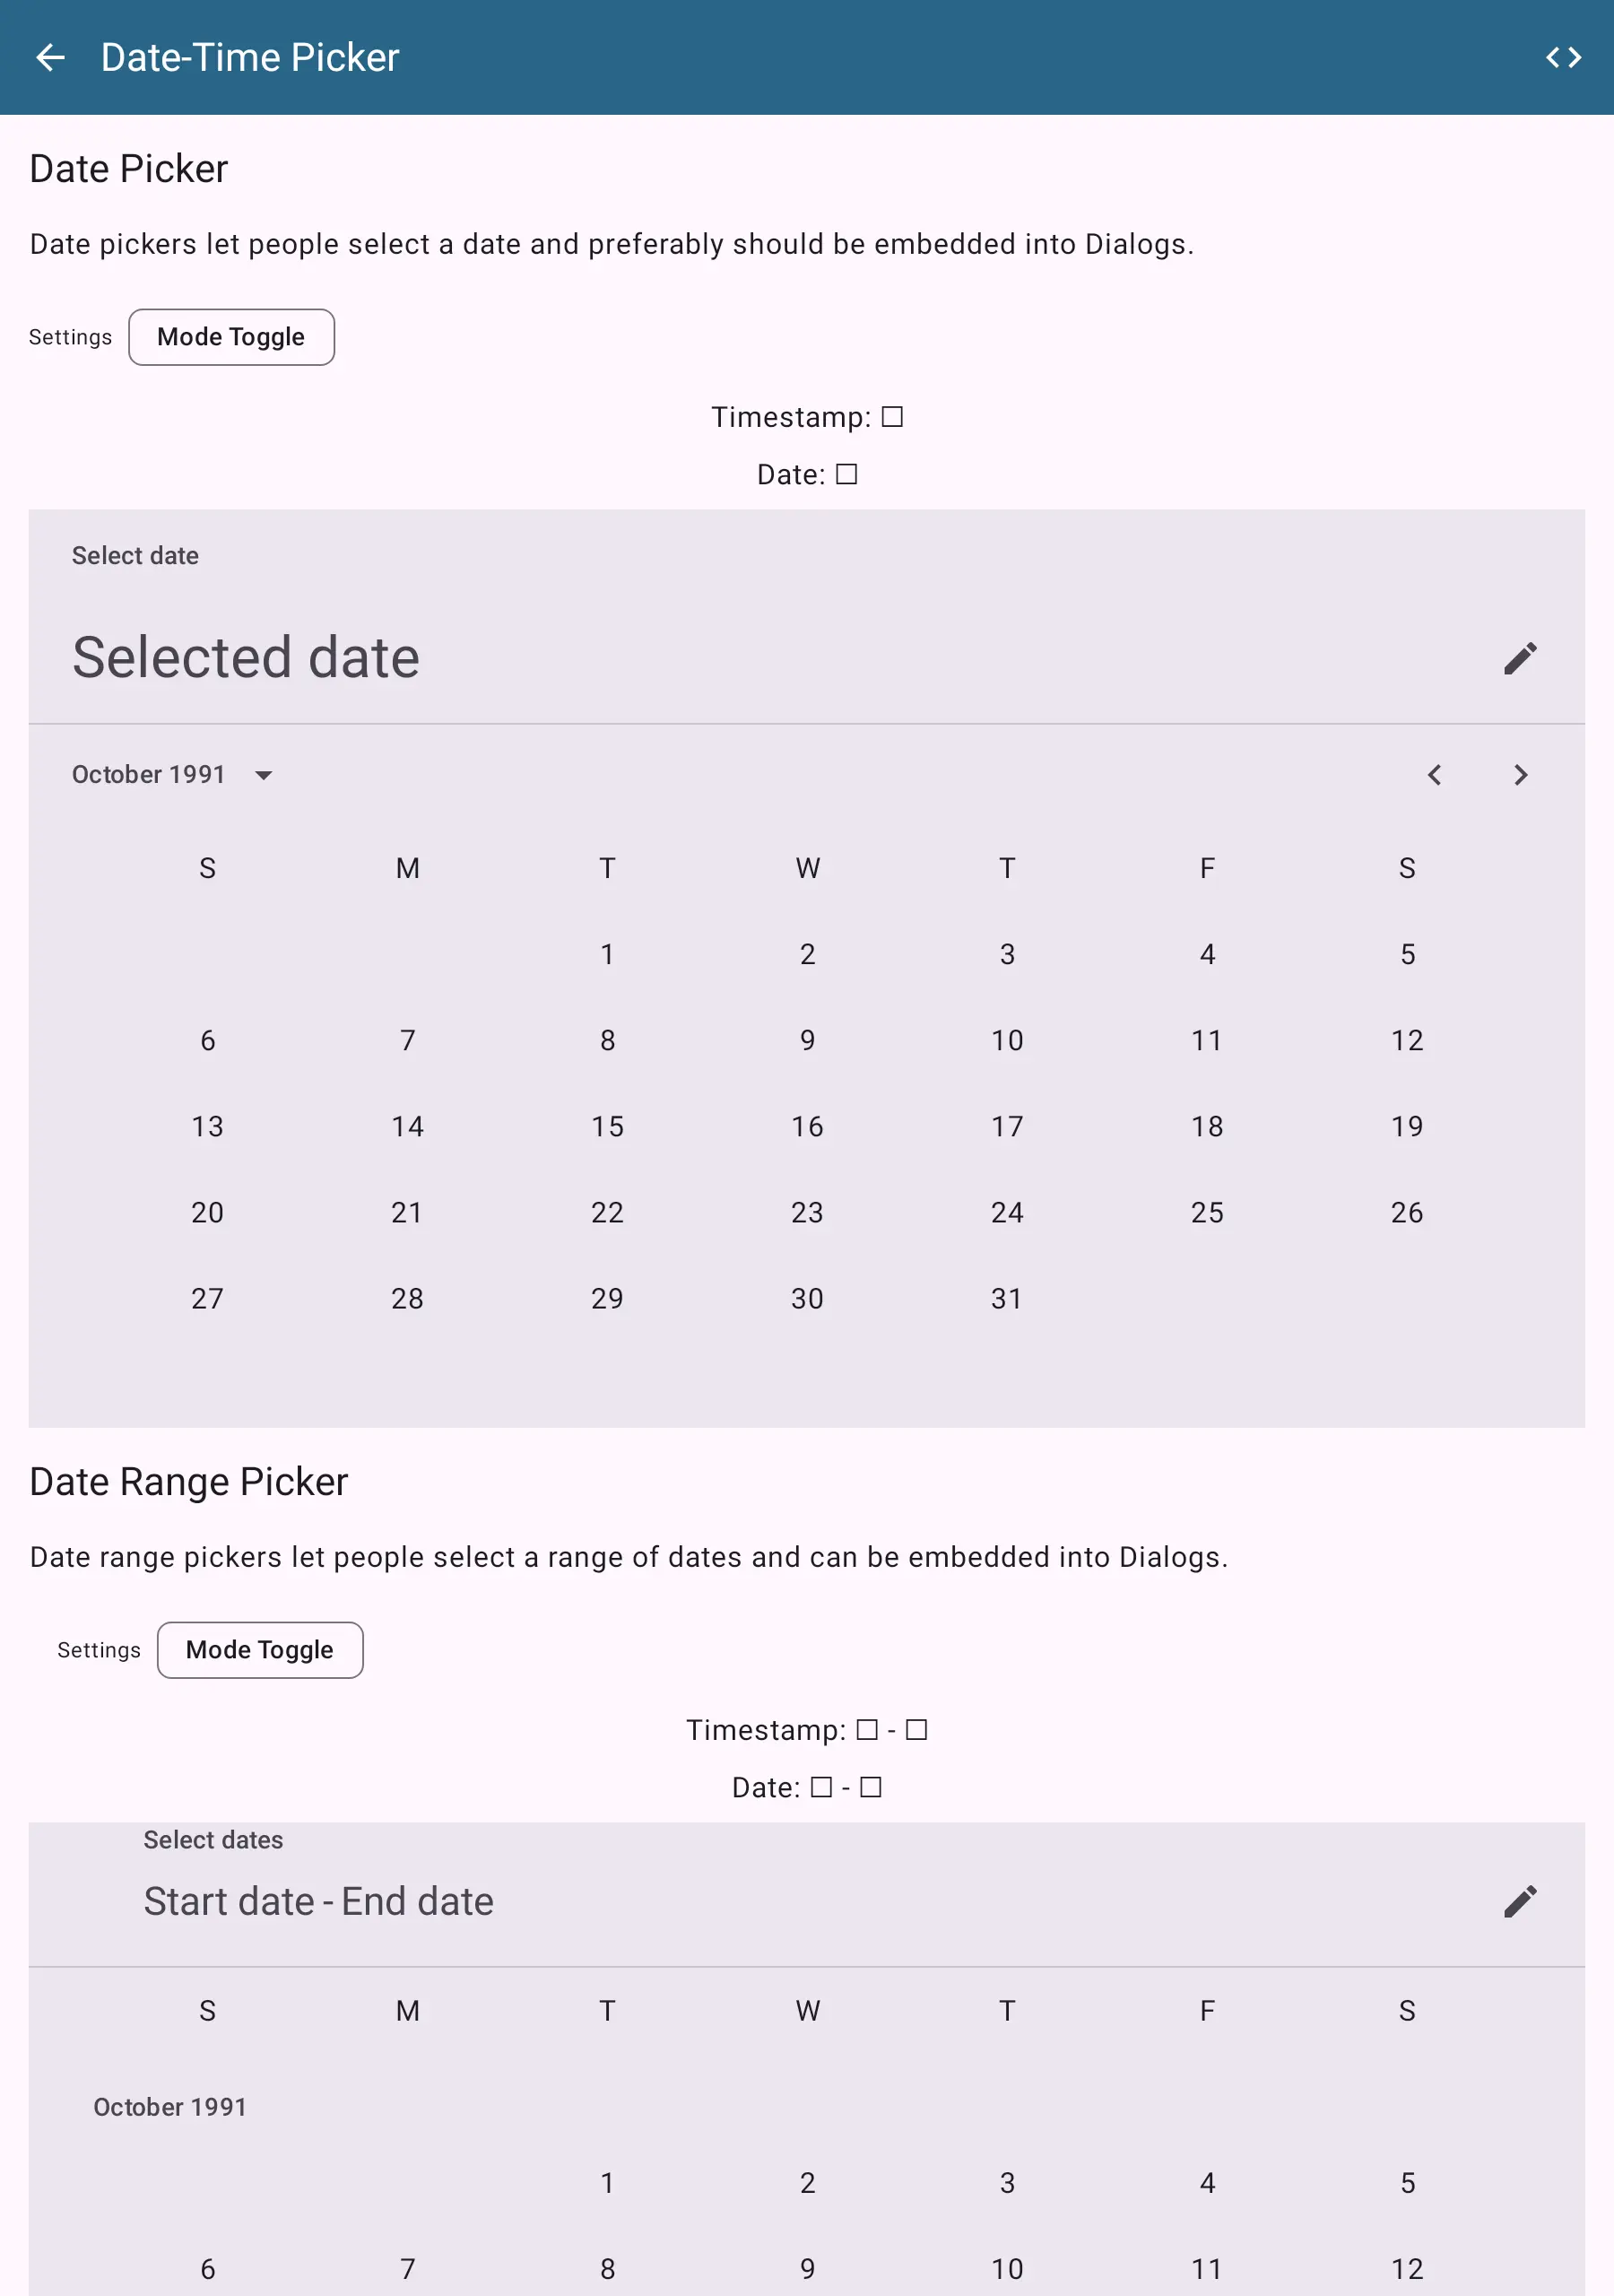 Date-Time Picker
Date Picker
Date pickers let people select a date and preferably should be embedded into Dialogs.
Settings Mode Toggle
Timestamp: ☐
Date: ☐
Select date
Selected date
October 1991
S M T W T F S
1 2 3 4 5
6 7 8 9 10 11 12
13 14 15 16 17 18 19
20 21 22 23 24 25 26
27 28 29 30 31
Date Range Picker
Date range pickers let people select a range of dates and can be embedded into Dialogs.
Settings Mode Toggle
Timestamp: ☐ - ☐
Date: ☐ - ☐
Select dates
Start date - End date
S M T W T F S
October 1991
1 2 3 4 5
6 7 8 9 10 11 12